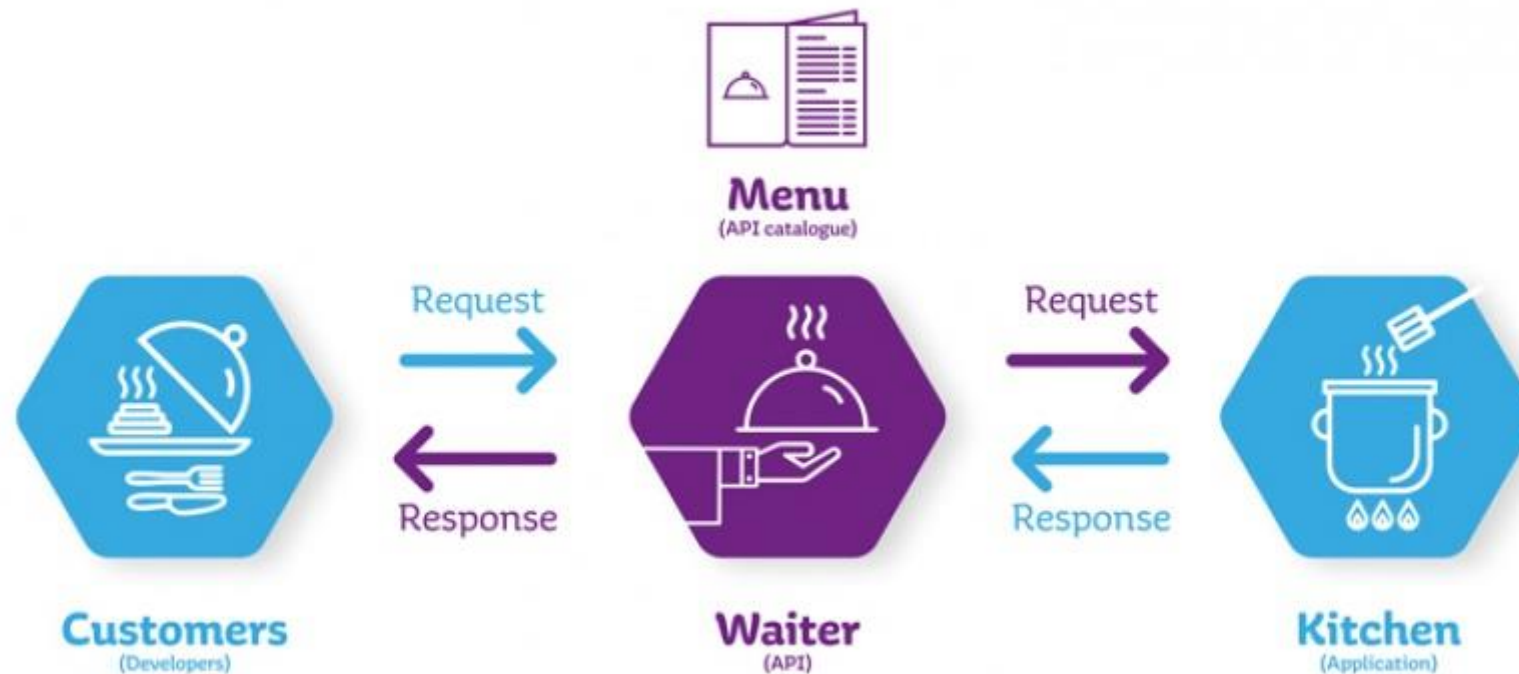 Menu
(API catalogue)
Request
Request
Response
Response
Customers
(Developers)
Waiter
(API)
Kitchen
(Application)